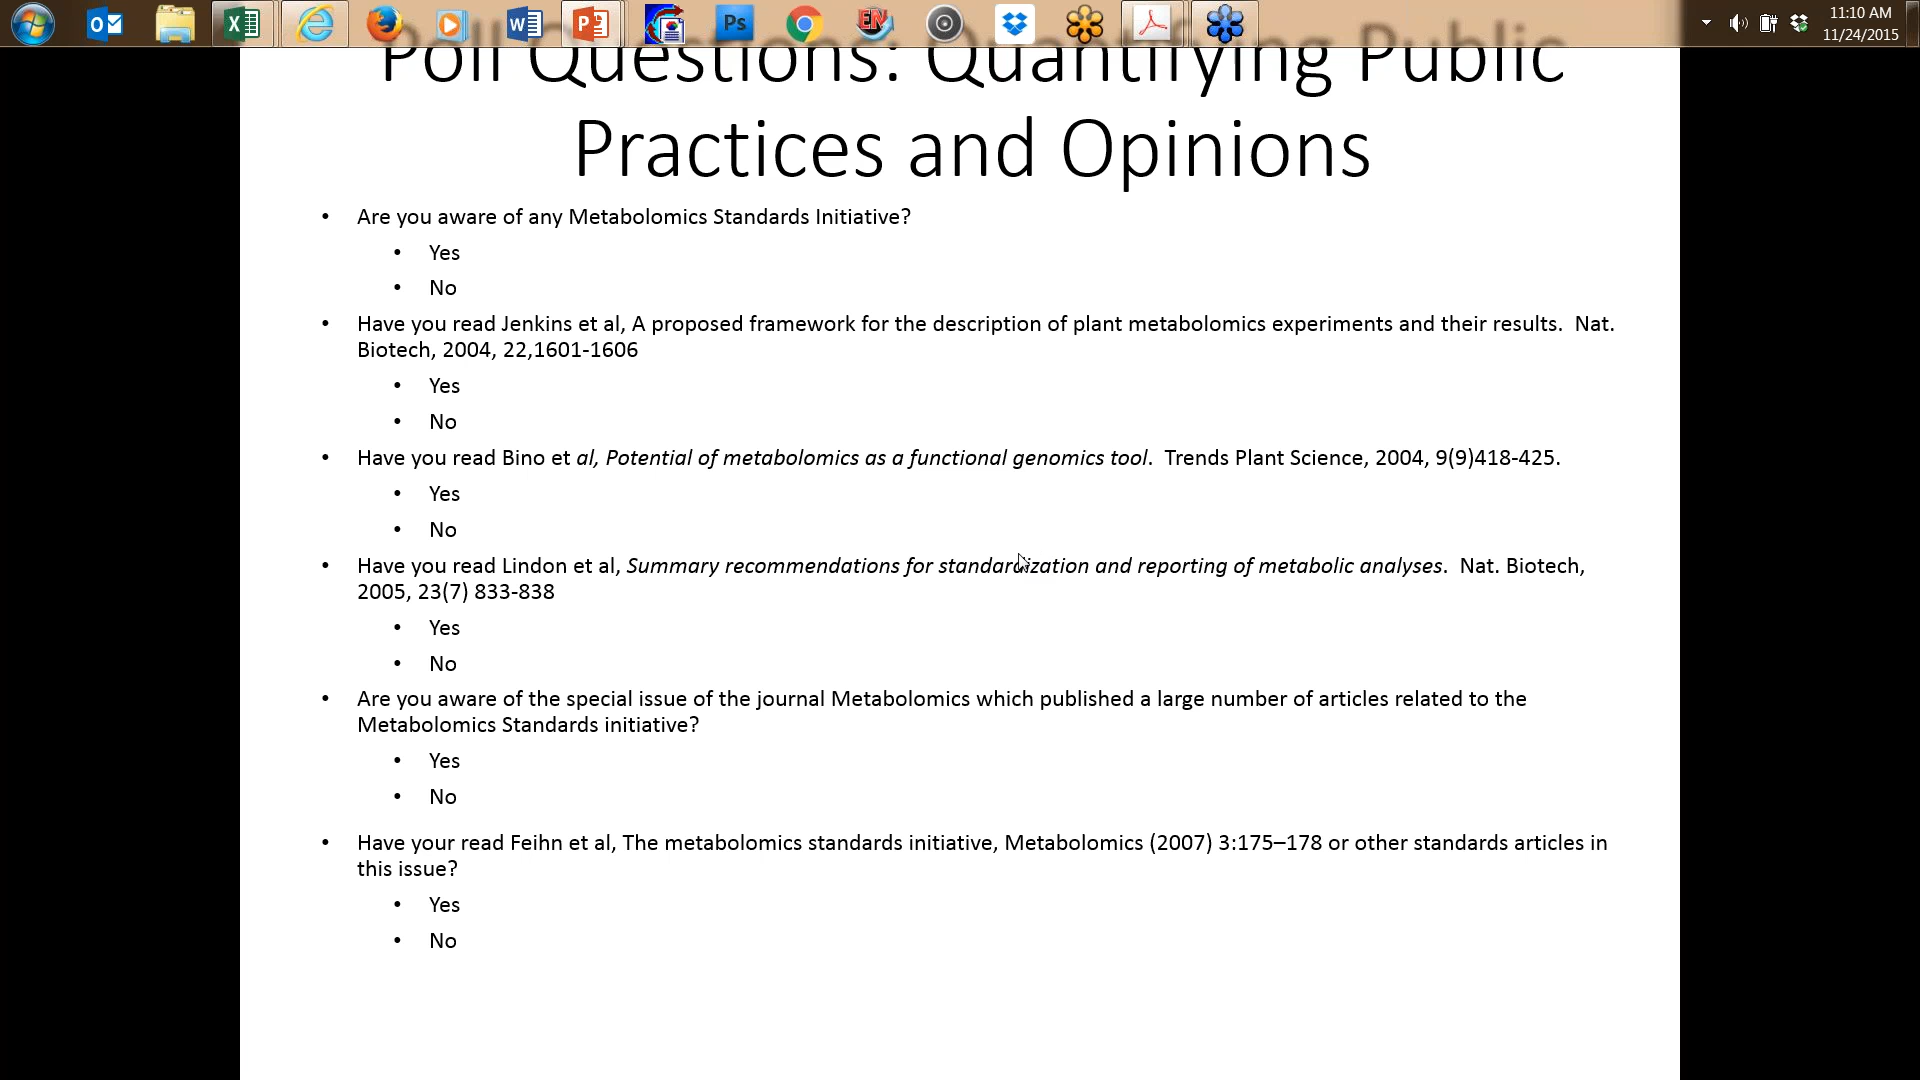 11:10 AM
11/24/2015
Poll Questions: Quantifying Public
Practices and Opinions
• Are you aware of any Metabolomics Standards Initiative?
• Yes
• No
• Have you read Jenkins et al, A proposed framework for the description of plant metabolomics experiments and their results.  Nat.
Biotech, 2004, 22,1601-1606
• Yes
• No
• Have you read Bino et al, Potential of metabolomics as a functional genomics tool.  Trends Plant Science, 2004, 9(9)418-425.
• Yes
• No
• Have you read Lindon et al, Summary recommendations for standardization and reporting of metabolic analyses.  Nat. Biotech,
2005, 23(7) 833-838
• Yes
• No
• Are you aware of the special issue of the journal Metabolomics which published a large number of articles related to the
Metabolomics Standards initiative?
• Yes
• No
• Have your read Feihn et al, The metabolomics standards initiative, Metabolomics (2007) 3:175–178 or other standards articles in
this issue?
• Yes
• No